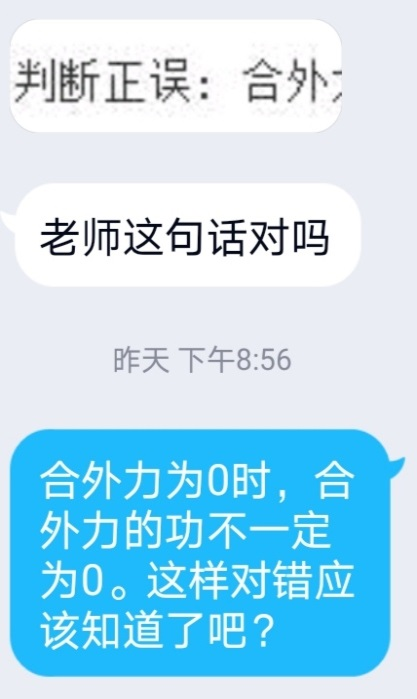 判断正误：合外
老师这句话对吗
昨天 下午8:56
合外力为0时，合
外力的功不一定
为0。这样对错应
该知道了吧？